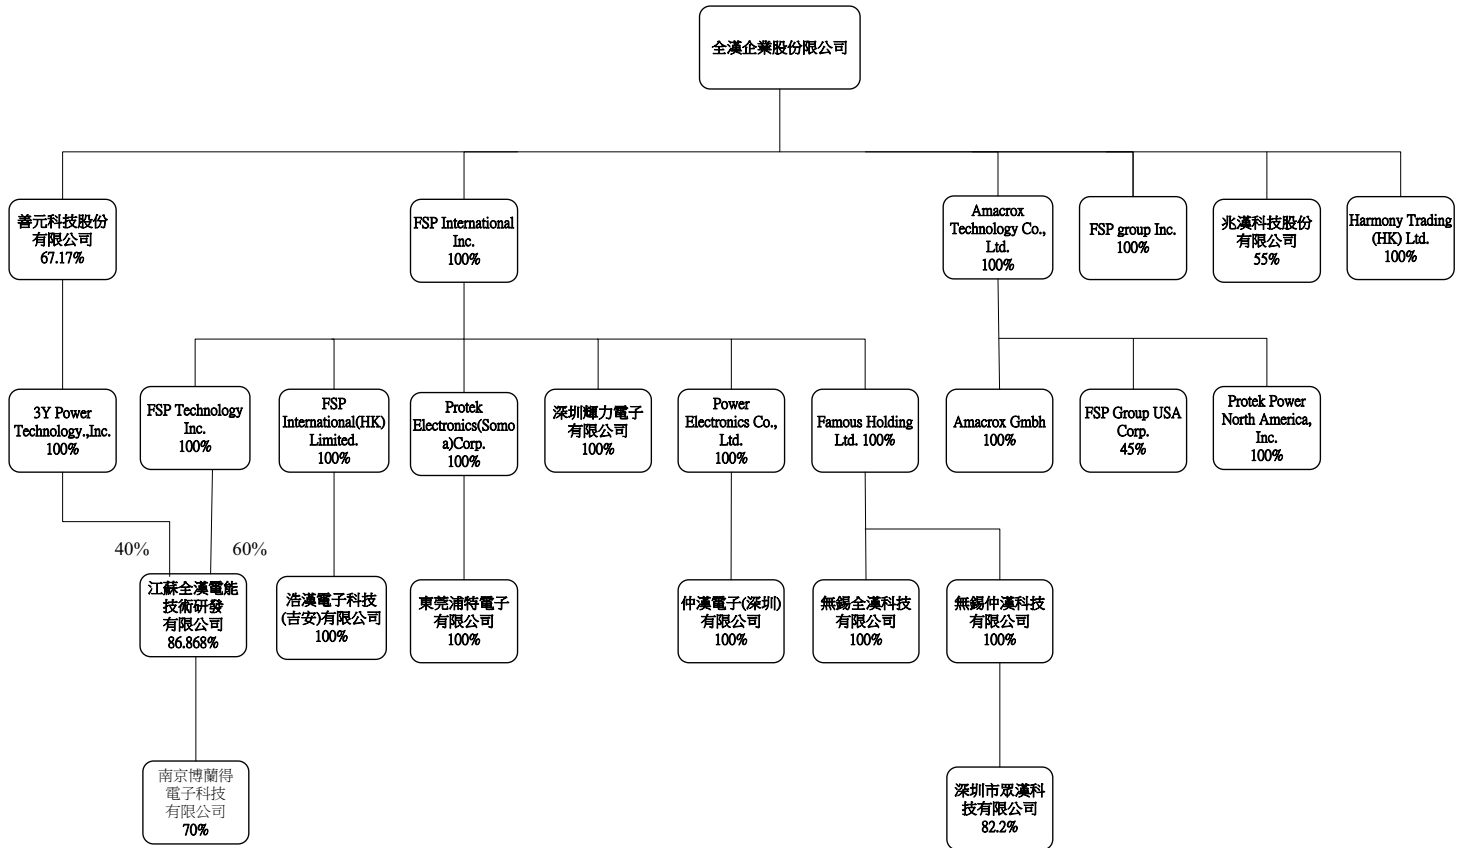 全漢企業股份限公司
善元科技股份
有限公司
67.17%
FSP International
Inc.
100%
Amacrox
Technology Co.,
Ltd.
100%
FSP group Inc.
100%
兆漢科技股份
有限公司
55%
Harmony Trading
(HK) Ltd.
100%
3Y Power
Technology.,Inc.
100%
FSP Technology
Inc.
100%
FSP
International(HK)
Limited.
100%
Protek
Electronics(Somo
a)Corp.
100%
深圳輝力電子
有限公司
100%
Power
Electronics Co.,
Ltd.
100%
Famous Holding
Ltd. 100%
Amacrox Gmbh
100%
FSP Group USA
Corp.
45%
Protek Power
North America,
Inc.
100%
40%
60%
江蘇全漢電能
技術研發
有限公司
86.868%
浩漢電子科技
(吉安)有限公司
100%
東莞浦特電子
有限公司
100%
仲漢電子(深圳)
有限公司
100%
無錫全漢科技
有限公司
100%
無錫仲漢科技
有限公司
100%
南京博蘭得
電子科技
有限公司
70%
深圳市眾漢科
技有限公司
82.2%